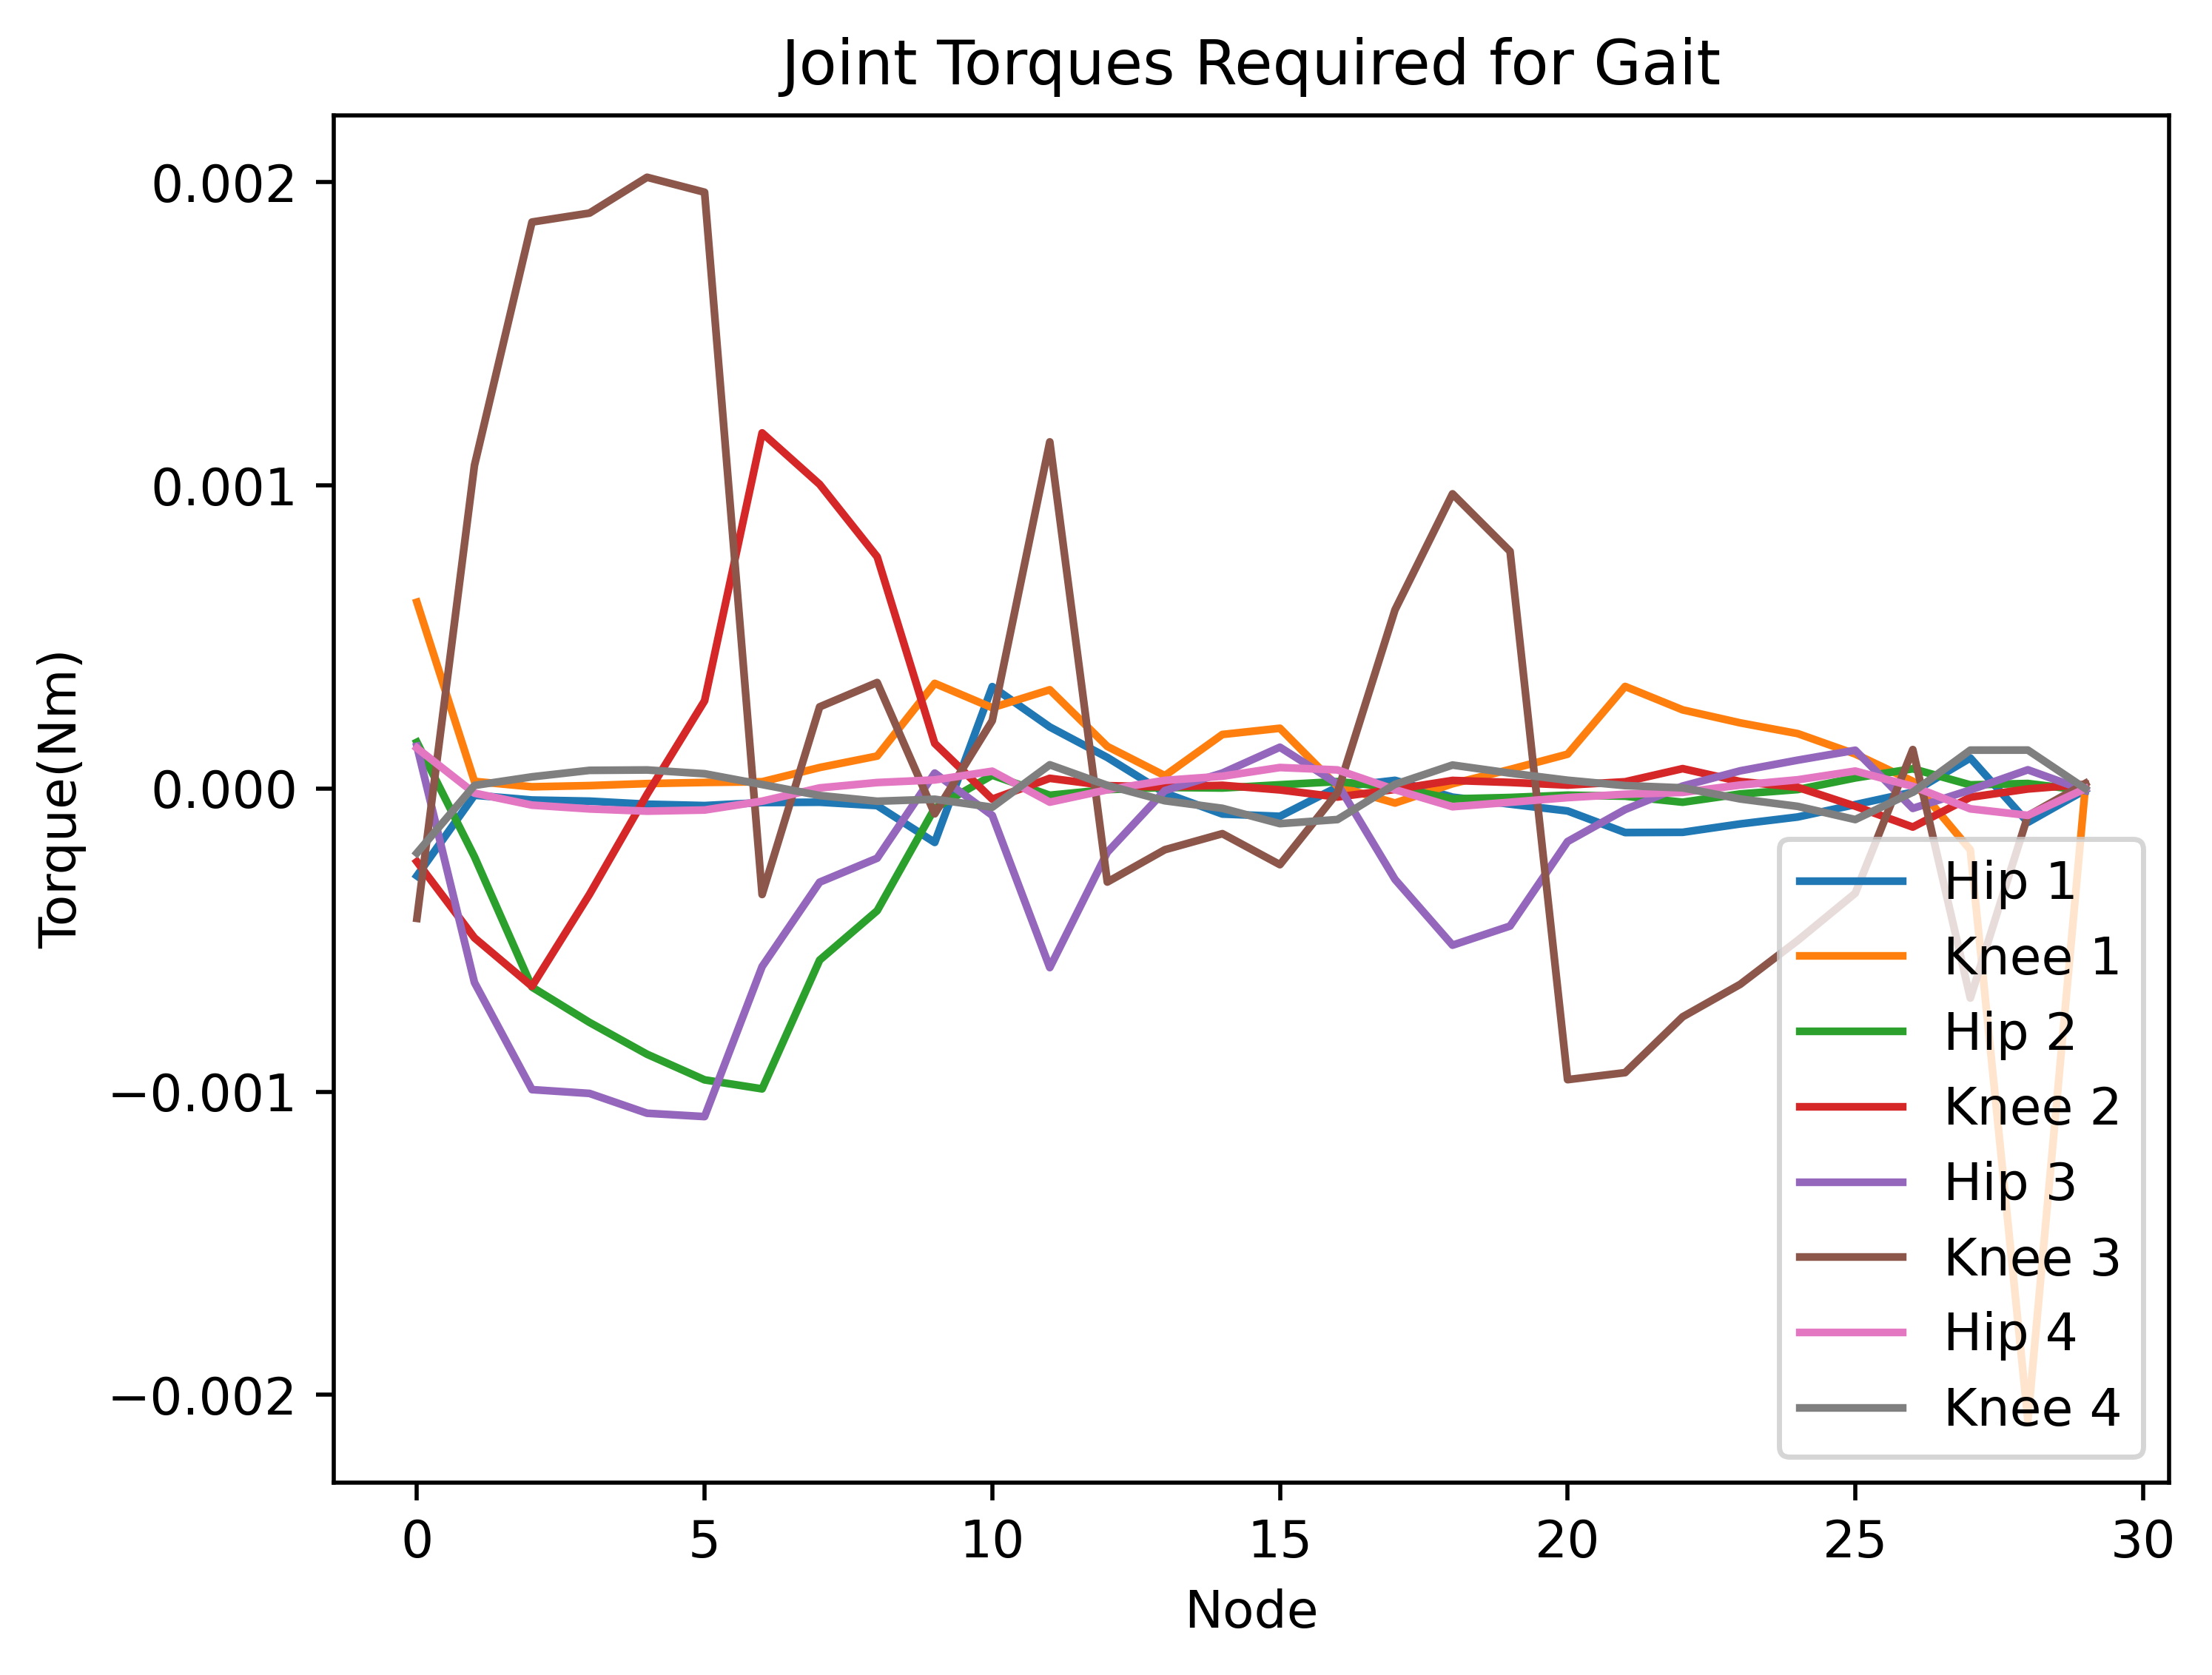 Joint Torques Required for Gait
Torque(Nm)
0.002
0.001
0.000
−0.001
−0.002
Hip 1
Knee 1
Hip 2
Knee 2
Hip 3
Knee 3
Hip 4
Knee 4
0 5 10 15 20 25 30
Node